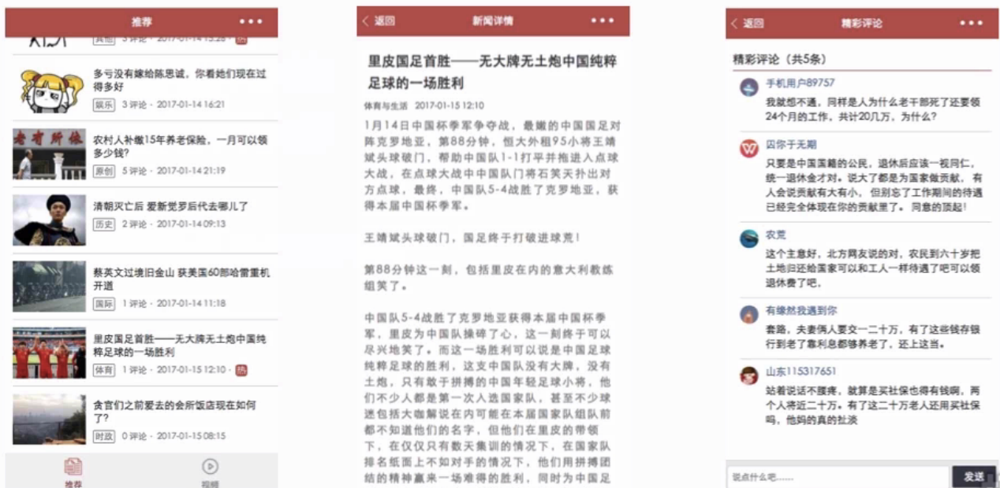 推荐
其他 3评论 · 2017-01-14 15:28 · 热
多亏没有嫁给陈思诚，你看她们现在过
得多好
娱乐 3评论 · 2017-01-14 16:21
老有所依
农村人补缴15年养老保险，一月可以领
多少钱?
原创 5评论 · 2017-01-14 21:19
清朝灭亡后 爱新觉罗后代去哪儿了
历史 2评论 · 2017-01-14 09:13
蔡英文过境旧金山 获美国60部哈雷重机
开道
国际 1评论 · 2017-01-14 11:18
里皮国足首胜——无大牌无土炮中国纯
粹足球的一场胜利
体育 1评论 · 2017-01-15 12:10 · 热
贪官们之前爱去的会所饭店现在如何
了?
时政 0评论 · 2017-01-15 08:15
推荐
视频
返回
新闻详情
里皮国足首胜——无大牌无土炮中国纯粹
足球的一场胜利
体育与生活 2017-01-15 12:10
1月14日中国杯季军争夺战，最嫩的中国国足对
阵克罗地亚，第88分钟，恒大外租95小将王靖
斌头球破门，帮助中国队1-1打平并拖进入点球
大战，在点球大战中中国队门将石笑天扑出对
方点球，最终，中国队5-4战胜了克罗地亚，获
得本届中国杯季军。
王靖斌头球破门，国足终于打破进球荒！
第88分钟这一刻，包括里皮在内的意大利教练
组笑了。
中国队5-4战胜了克罗地亚获得本届中国杯季
军，里皮为中国队操碎了心，这一刻终于可以
尽兴地笑了。而这一场胜利可以说是中国足球
纯粹足球的胜利，这支中国队没有大牌，没有
土炮，只有敢于拼搏的中国年轻足球小将，他
们不少人都是第一次人选国家队，甚至不少球
迷包括大咖解说在内可能在本届国家队组队前
都不知道他们的名字，但他们在里皮的带领
下，在仅仅只有数天集训的情况下，在国家队
排名纸面上不如对手的情况下，他们用拼搏团
结的精神赢来一场难得的胜利，同时为中国足
返回
精彩评论
精彩评论（共5条）
手机用户89757
我就想不通，同样是人为什么老干部死了还要领
24个月的工作，共计20几万，为什么?
囚你于无期
只要是中国国籍的公民，退休后应该一视同仁，
统一退休金才对。说大了都是为国家做贡献， 有
人会说贡献有大有小， 但别忘了工作期间的待遇
已经完全体现在你的贡献里了。 同意的顶起！
农荒
这个主意好，北方网友说的对，农民到六十岁把
土地归还给国家可以和工人一样待遇了吧可以领
退休费了吧，
有缘然我遇到你
套路，夫妻俩人要交一二十万，有了这些钱存银
行到老了靠利息都够养老了，还上这当。
山东115317651
站着说话不腰疼，就算是买社保也得有钱啊，两
个人将近二十万。有了这二十万老人还用买社保
吗，他妈的真的扯淡
说点什么吧......
发送